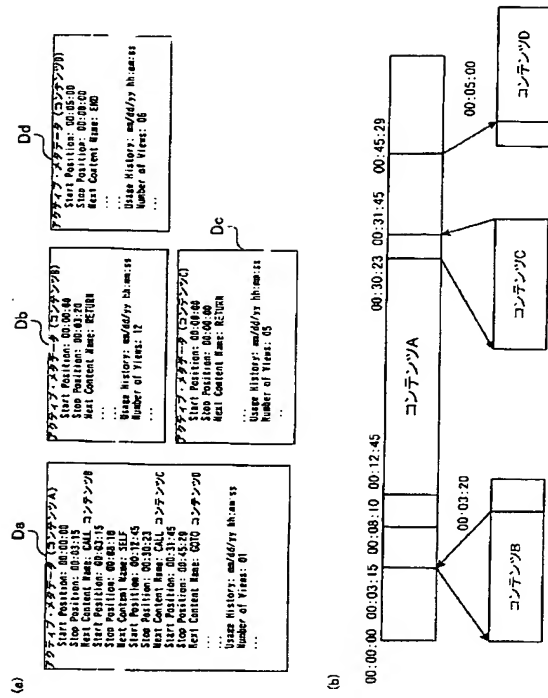 (a)
Da
アクティブ・メタデータ (コンテンツA)
Start Position: 00:00:00
Stop Position: 00:03:15
Next Content Name: CALL コンテンツB
Start Position: 00:03:15
Stop Position: 00:08:10
Next Content Name: SELF
Start Position: 00:12:45
Stop Position: 00:30:23
Next Content Name: CALL コンテンツC
Start Position: 00:31:45
Stop Position: 00:45:29
Next Content Name: GOTO コンテンツD
...
...
Usage History: mm/dd/yy hh:mm:ss
Number of Views: 01
...
Db
アクティブ・メタデータ (コンテンツB)
Start Position: 00:00:00
Stop Position: 00:03:20
Next Content Name: RETURN
...
...
Usage History: mm/dd/yy hh:mm:ss
Number of Views: 12
...
Dc
アクティブ・メタデータ (コンテンツC)
Start Position: 00:00:00
Stop Position: 00:00:00
Next Content Name: RETURN
...
...
Usage History: mm/dd/yy hh:mm:ss
Number of Views: 05
...
Dd
アクティブ・メタデータ (コンテンツD)
Start Position: 00:05:00
Stop Position: 00:00:00
Next Content Name: END
...
...
Usage History: mm/dd/yy hh:mm:ss
Number of Views: 06
...
(b)
00:00:00 00:03:15 00:08:10 00:12:45 00:30:23 00:31:45 00:45:29
コンテンツA
00:03:20
00:05:00
コンテンツB
コンテンツC
コンテンツD